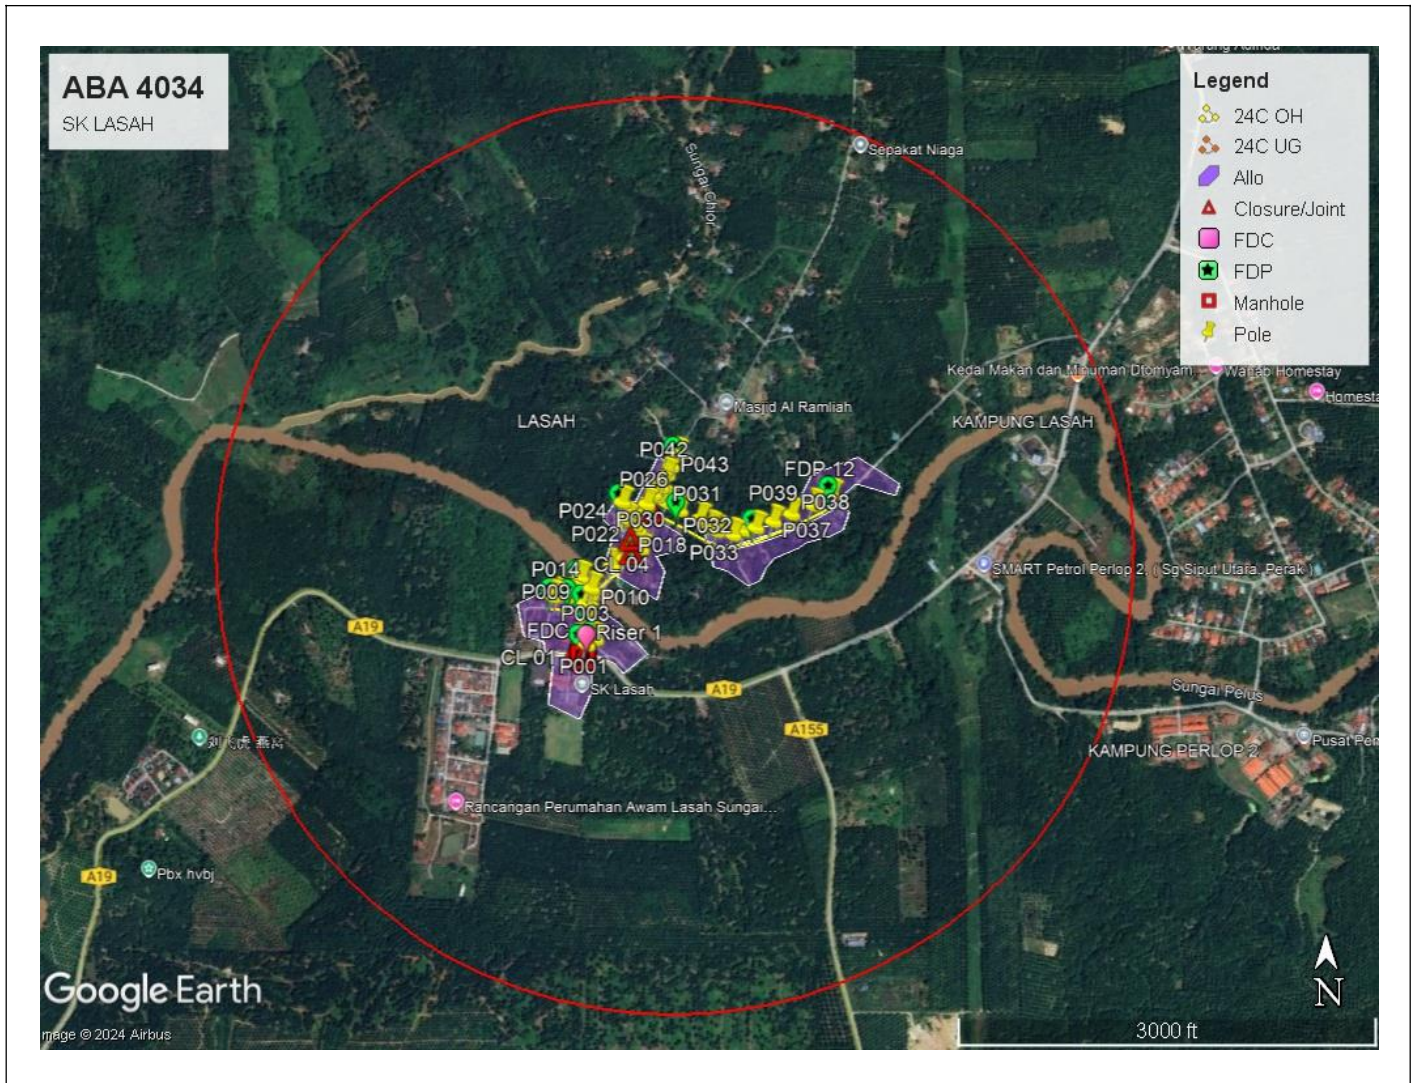 ABA 4034
SK LASAH
Legend
24C OH
24C UG
Allo
Closure/Joint
FDC
FDP
Manhole
Pole
Sepakat Niaga
Sungai Chior
Kedai Makan dan Minuman Dtomyam
Wahab Homestay
Homesta
Masjid Al Ramliah
LASAH
KAMPUNG LASAH
P042
P043
FDP 12
P026
P031
P039
P038
P024
P030
P032
P037
P022
P018
P033
CL 04
P014
P009
P010
P003
SMART Petrol Perlop 2, ( Sg Siput Utara, Perak )
FDC
Riser 1
A19
CL 01
P001
SK Lasah
A19
Sungai Pelus
A155
Pusat Pen
KAMPUNG PERLOP 2
Rancangan Perumahan Awam Lasah Sungai...
A19
Pbx hvbj
Google Earth
mage © 2024 Airbus
N
3000 ft